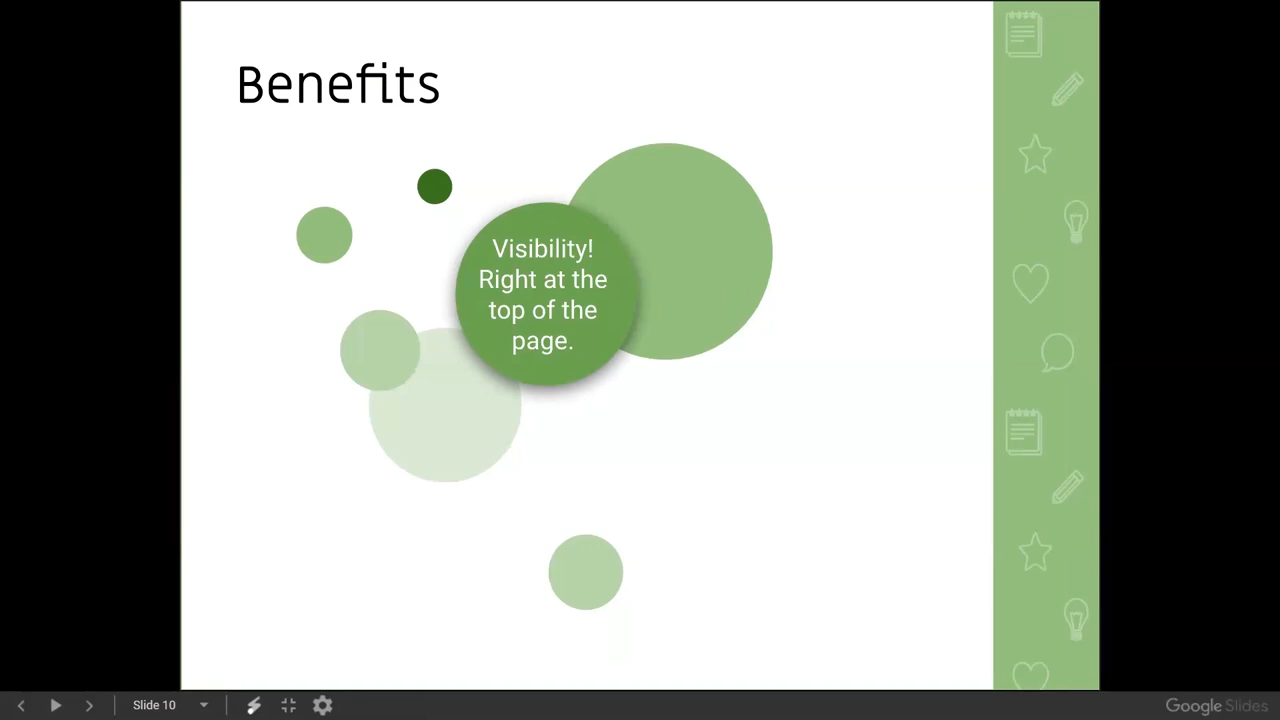 Benefits
Visibility!
Right at the
top of the
page.
Slide 10
Google Slides